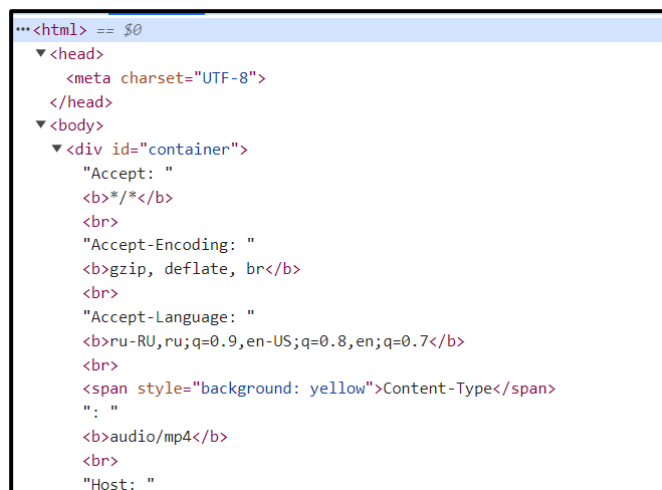 ···<html> == $0
▼<head>
<meta charset="UTF-8">
</head>
▼<body>
▼<div id="container">
"Accept: "
<b>*/*</b>
<br>
"Accept-Encoding: "
<b>gzip, deflate, br</b>
<br>
"Accept-Language: "
<b>ru-RU,ru;q=0.9,en-US;q=0.8,en;q=0.7</b>
<br>
<span style="background: yellow">Content-Type</span>
": "
<b>audio/mp4</b>
<br>
"Host: "